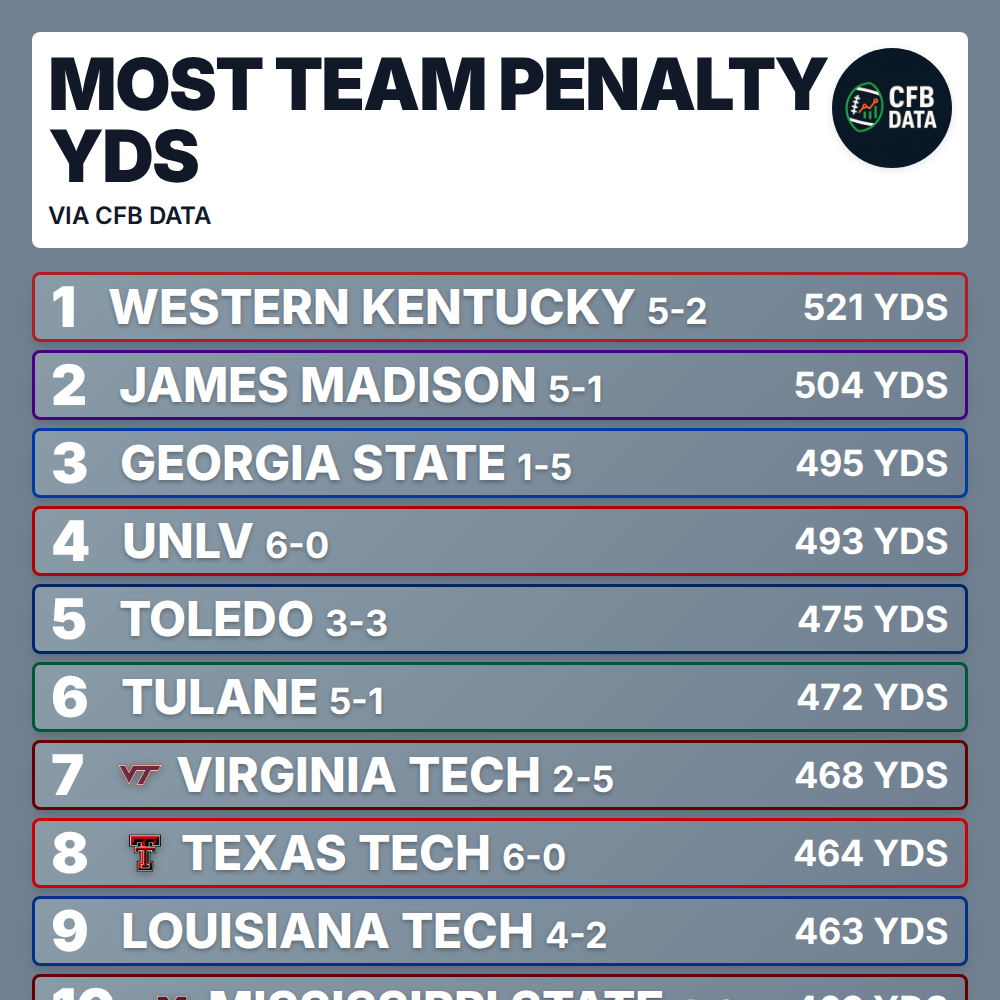 MOST TEAM PENALTY
YDS
VIA CFB DATA
CFB
DATA
1 WESTERN KENTUCKY 5-2 521 YDS
2 JAMES MADISON 5-1 504 YDS
3 GEORGIA STATE 1-5 495 YDS
4 UNLV 6-0 493 YDS
5 TOLEDO 3-3 475 YDS
6 TULANE 5-1 472 YDS
7 VT VIRGINIA TECH 2-5 468 YDS
8 T TEXAS TECH 6-0 464 YDS
9 LOUISIANA TECH 4-2 463 YDS
10 MISSISSIPPI STATE